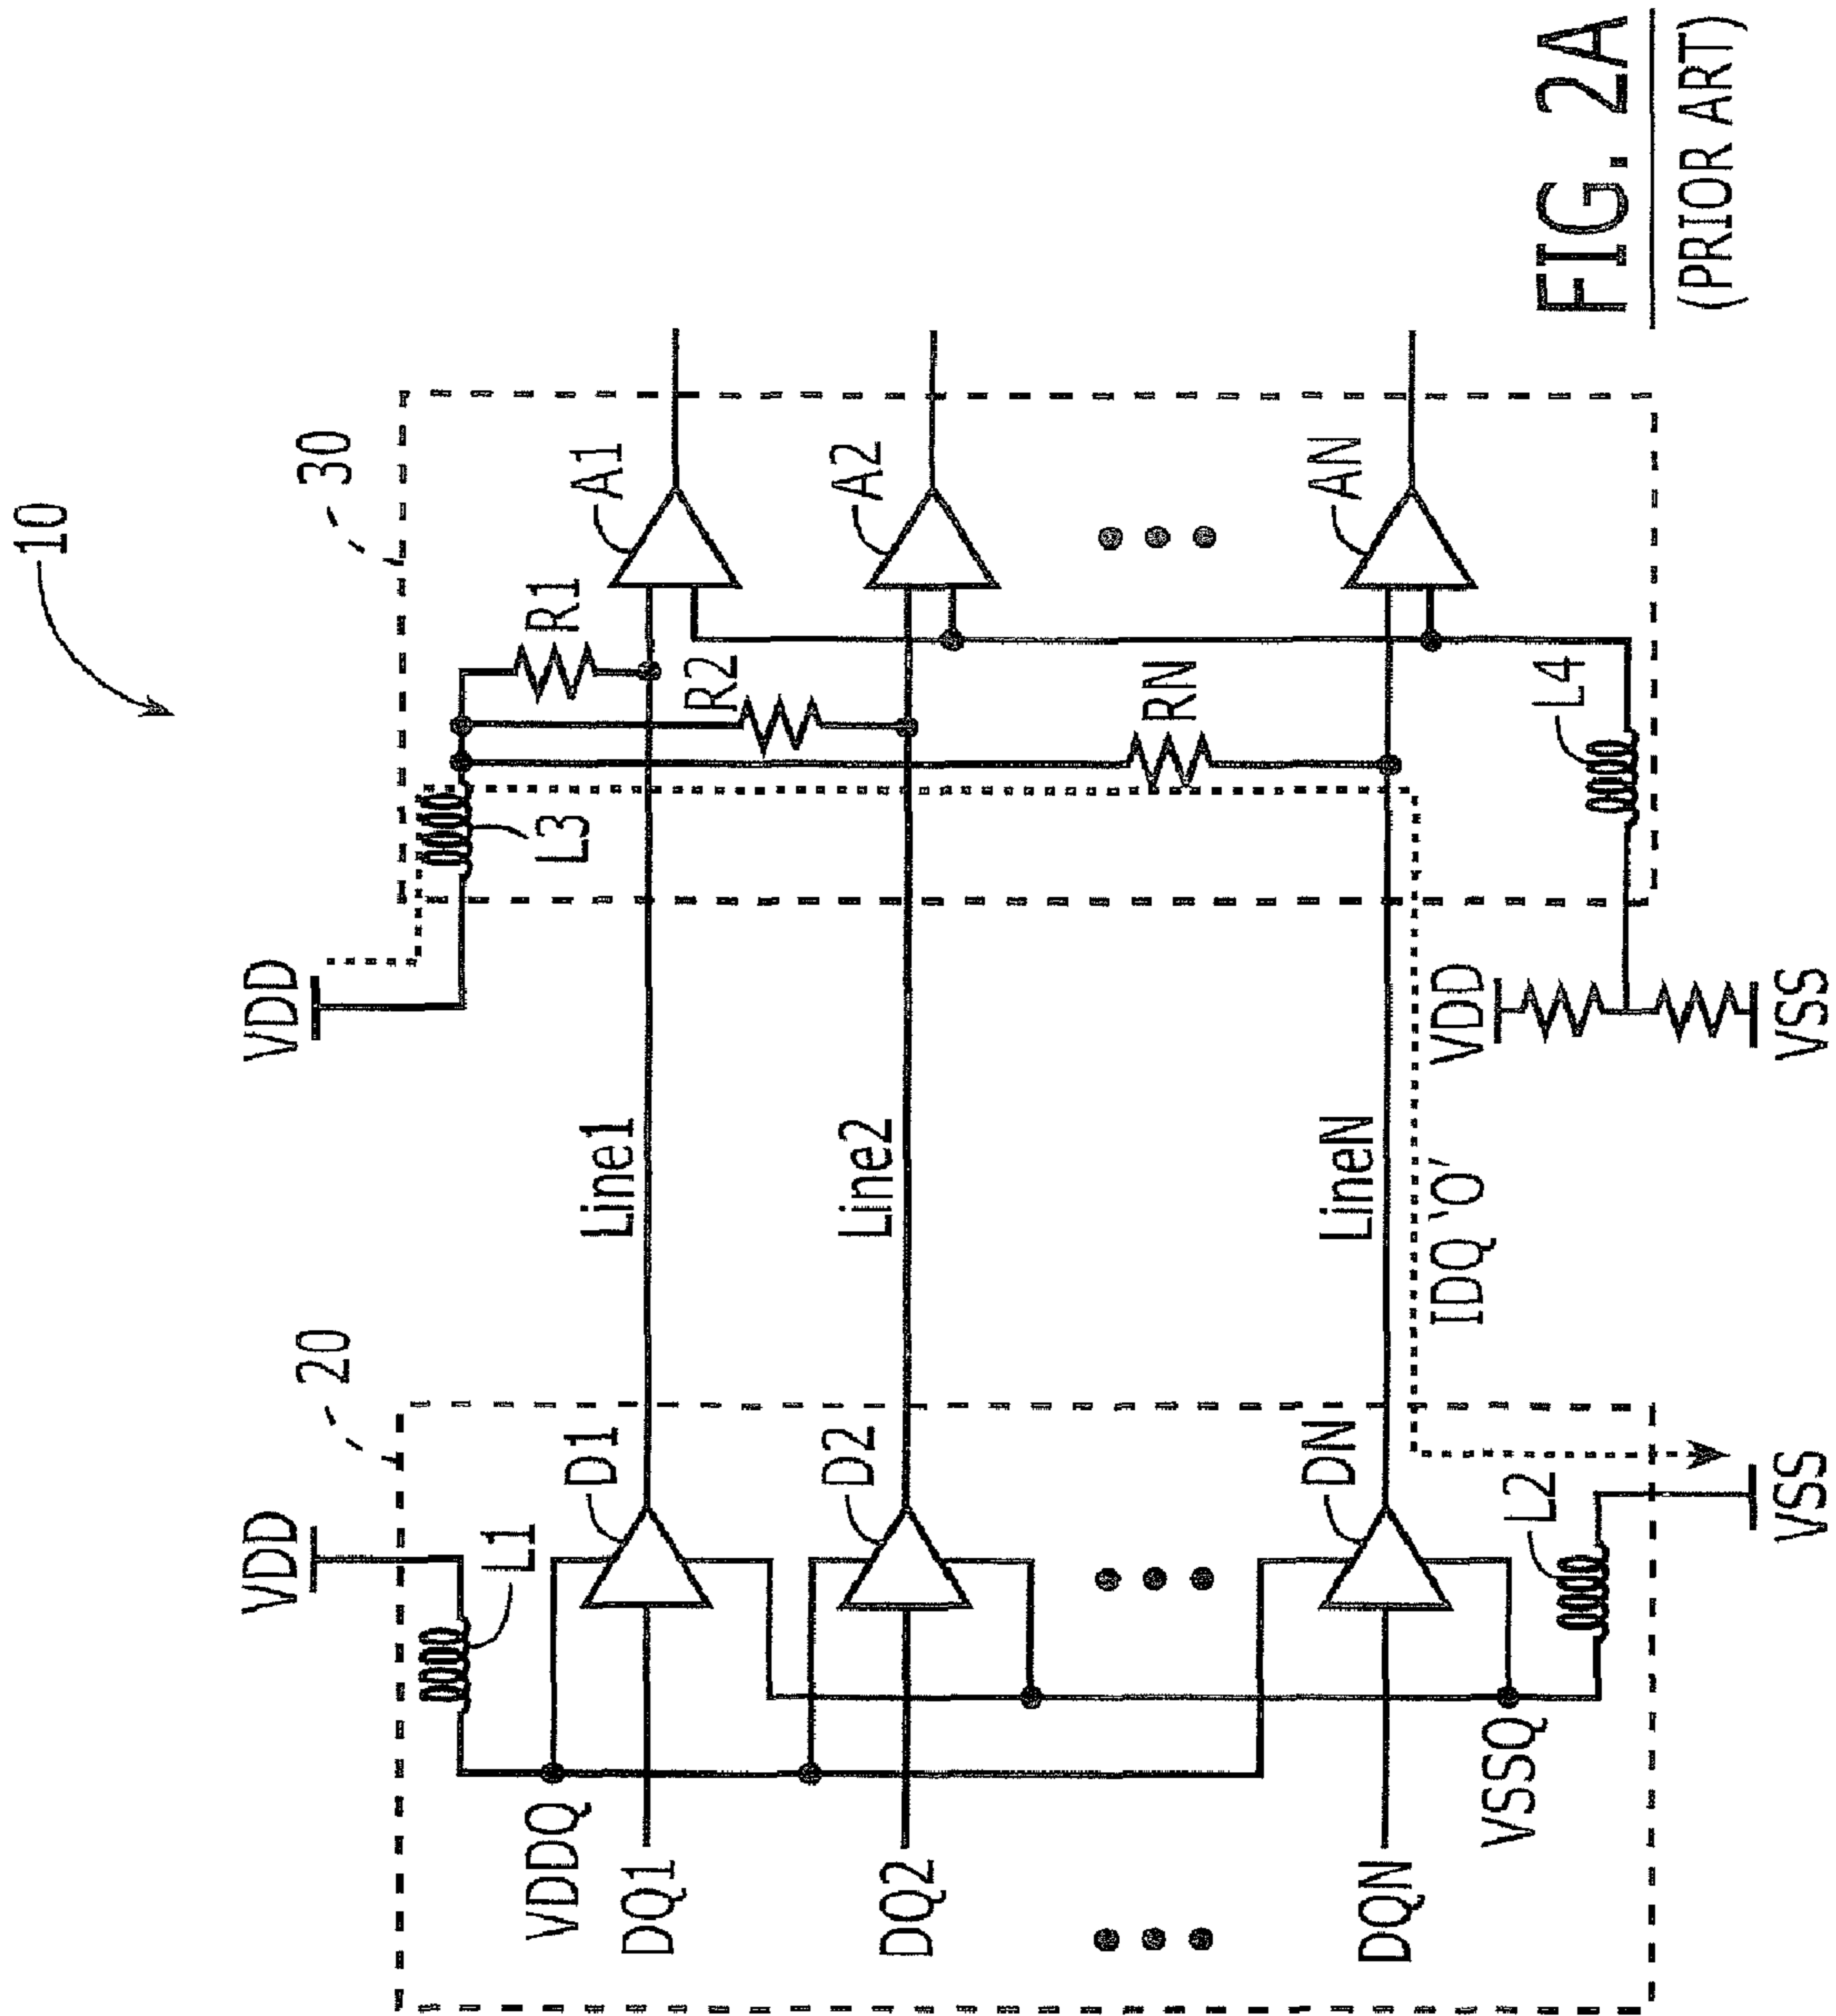 10
20
30
VDD
VDD
L1
L3
R1
VDDQ
D1
A1
DQ1
Line1
R2
D2
A2
DQ2
Line2
RN
DN
AN
DQN
LineN
VSSQ
L2
IDQ ‘0’
VDD
L4
VSS
VSS
FIG. 2A
(PRIOR ART)